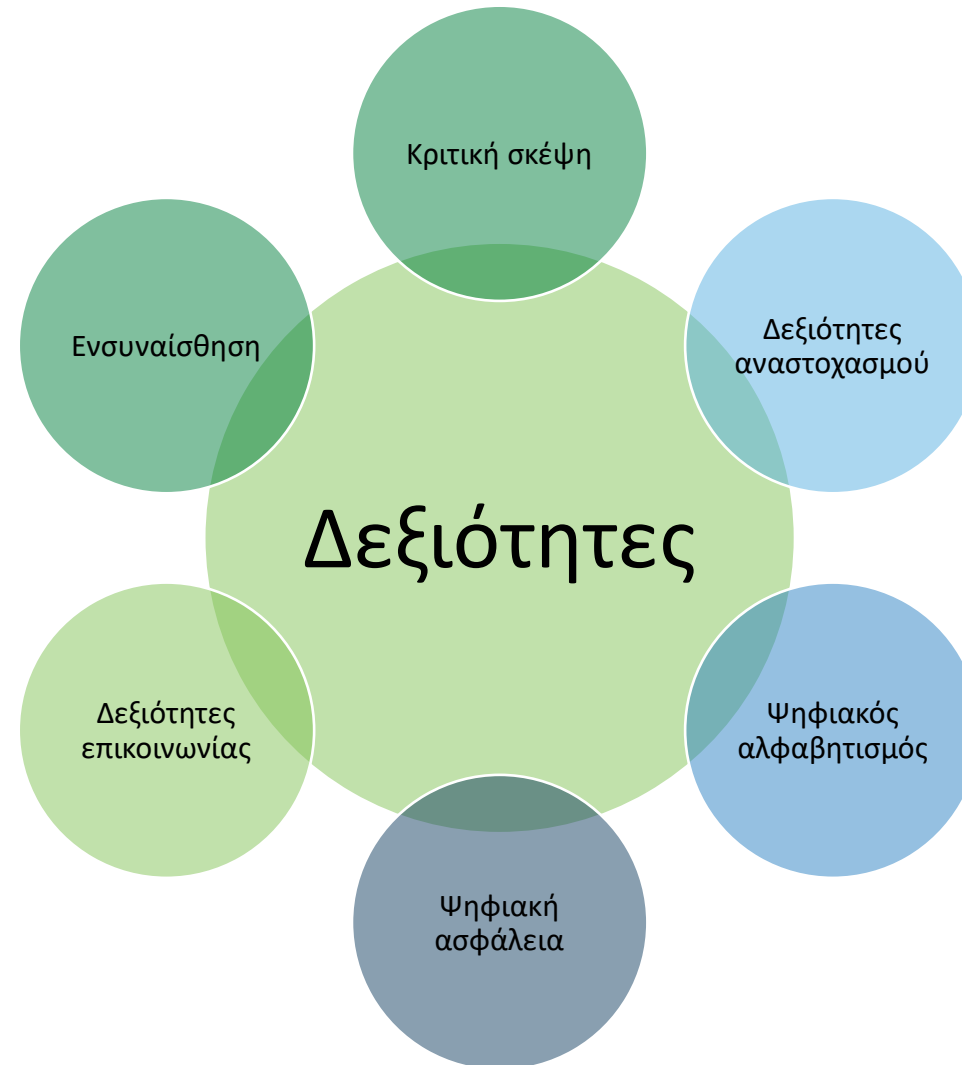 Κριτική σκέψη
Δεξιότητες
αναστοχασμού
Ενσυναίσθηση
Δεξιότητες
Δεξιότητες
επικοινωνίας
Ψηφιακός
αλφαβητισμός
Ψηφιακή
ασφάλεια